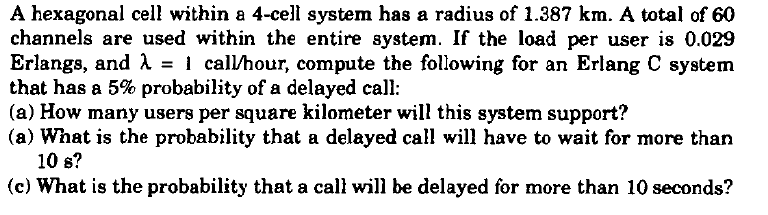 A hexagonal cell within a 4-cell system has a radius of 1.387 km. A total of 60
channels are used within the entire system. If the load per user is 0.029
Erlangs, and λ = 1 call/hour, compute the following for an Erlang C system
that has a 5% probability of a delayed call:
(a) How many users per square kilometer will this system support?
(a) What is the probability that a delayed call will have to wait for more than
10 s?
(c) What is the probability that a call will be delayed for more than 10 seconds?